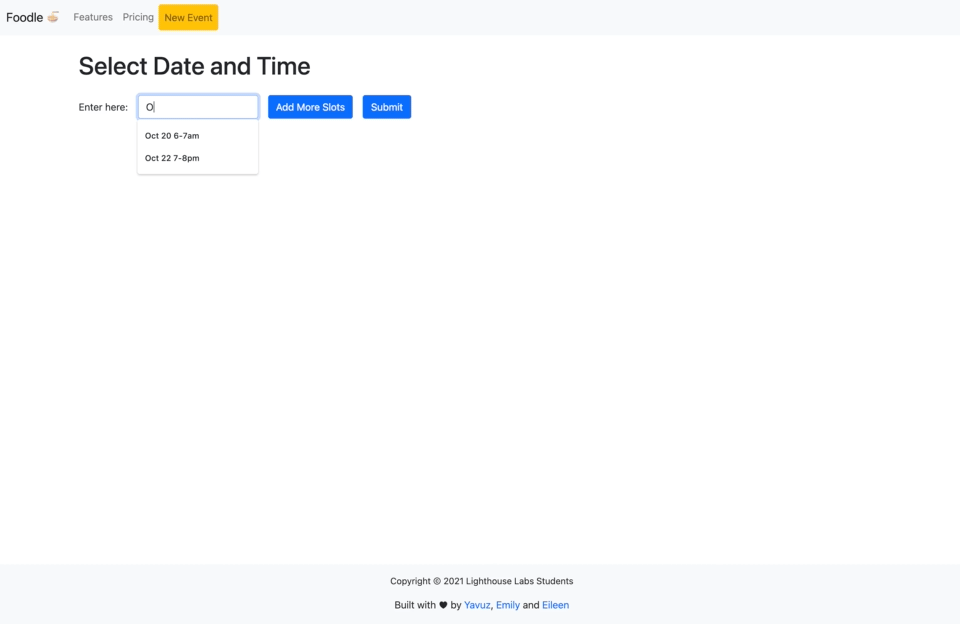 Foodle Features Pricing New Event
Select Date and Time
Enter here: O Add More Slots Submit
Oct 20 6-7am
Oct 22 7-8pm
Copyright © 2021 Lighthouse Labs Students
Built with ♥ by Yavuz, Emily and Eileen